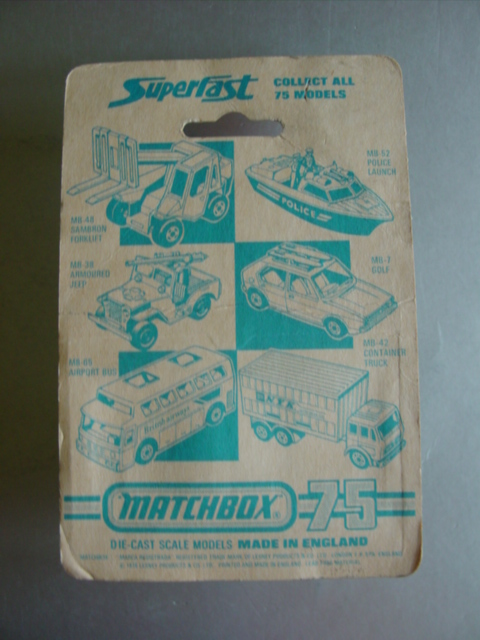 Superfast
COLLECT ALL
75 MODELS
MB-52
POLICE
LAUNCH
POLICE
MB-48
SAMBRON
FORKLIFT
MB-38
ARMOURED
JEEP
MB-7
GOLF
MB-65
AIRPORT BUS
MB-42
CONTAINER
TRUCK
MATCHBOX 75
DIE-CAST SCALE MODELS MADE IN ENGLAND